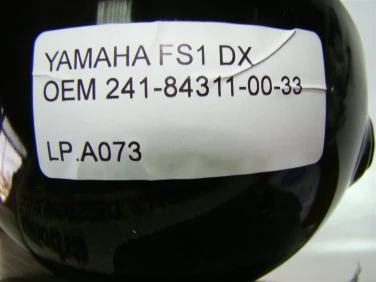 YAMAHA FS1 DX
OEM 241-84311-00-33
LP.A073